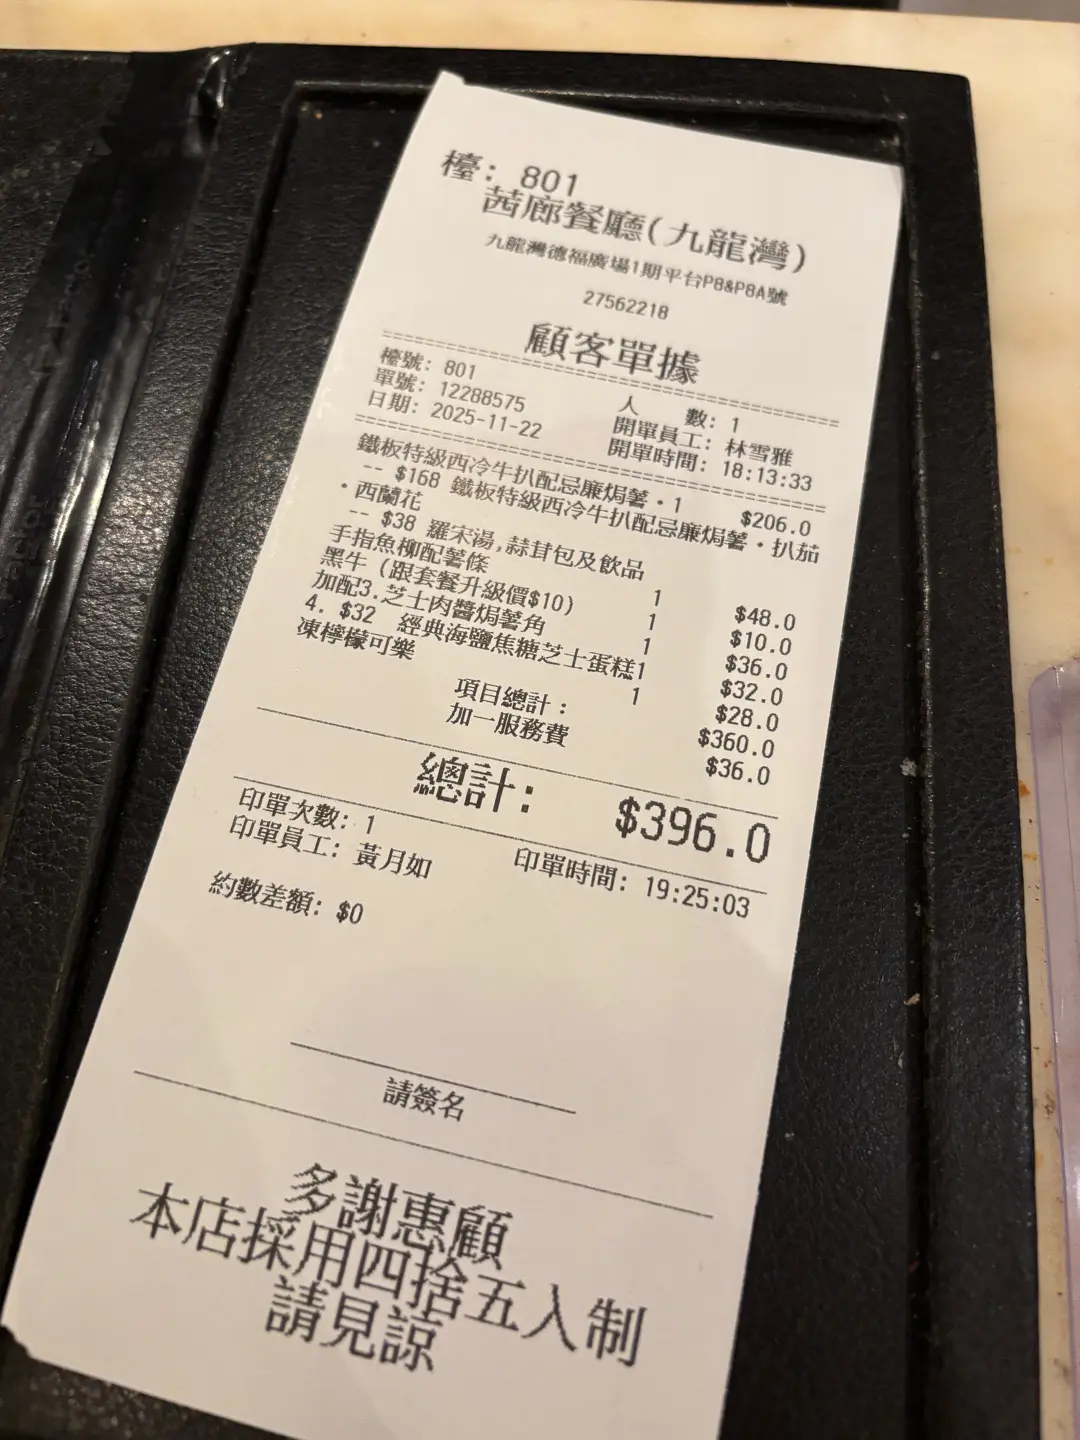 檯: 801
茜廊餐廳(九龍灣)
九龍灣德福廣場1期平台P8&P8A號
27562218
顧客單據
檯號: 801 人 數: 1
單號: 12288575 開單員工: 林雪雅
日期: 2025-11-22 開單時間: 18:13:33
鐵板特級西冷牛扒配忌廉焗薯・1 $206.0
-- $168 鐵板特級西冷牛扒配忌廉焗薯・扒茄
・西蘭花
-- $38 羅宋湯,蒜茸包及飲品
手指魚柳配薯條 1 $48.0
黑牛 (跟套餐升級價$10) 1 $10.0
加配3.芝士肉醬焗薯角 1 $36.0
4. $32 經典海鹽焦糖芝士蛋糕1 $32.0
凍檸檬可樂 1 $28.0
項目總計: $360.0
加一服務費 $36.0
總計: $396.0
印單次數: 1
印單員工: 黃月如 印單時間: 19:25:03
約數差額: $0
請簽名
多謝惠顧
本店採用四捨五入制
請見諒